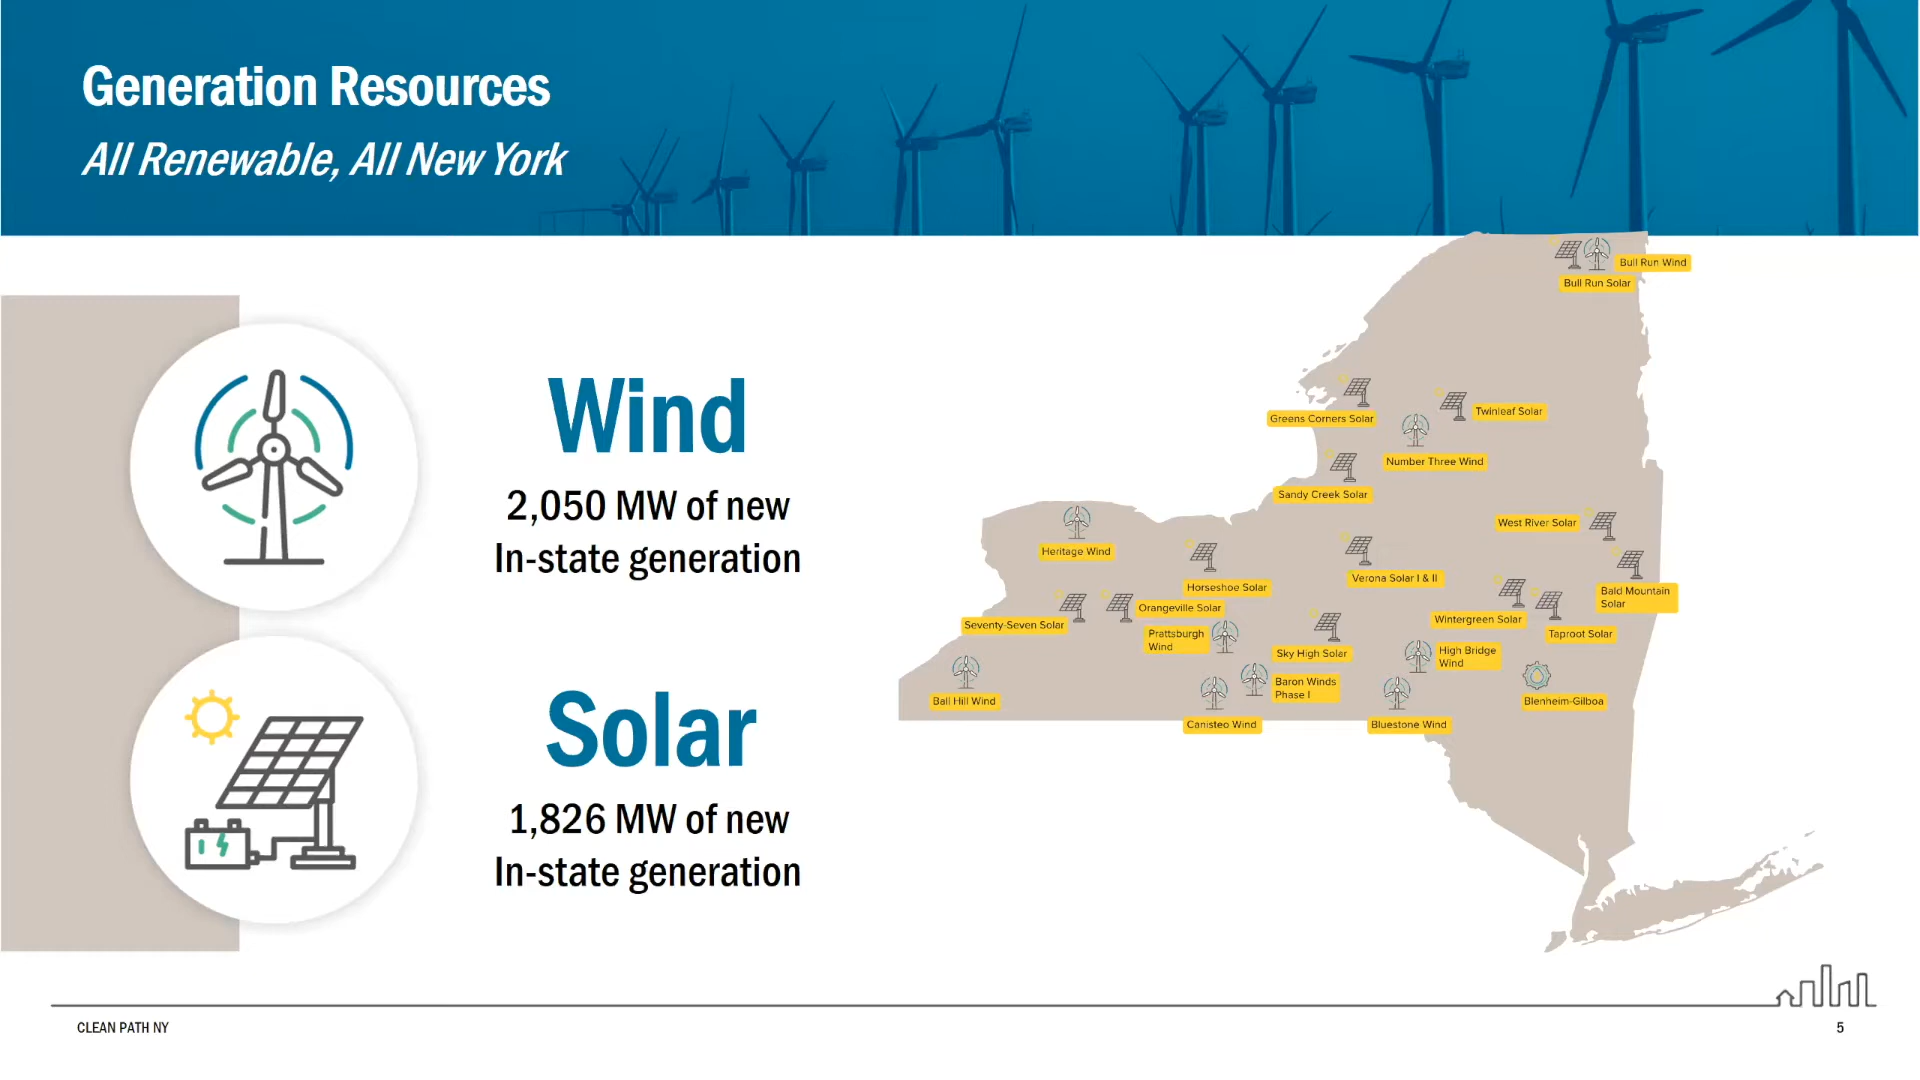 Generation Resources
All Renewable, All New York
Wind
2,050 MW of new
In-state generation
Solar
1,826 MW of new
In-state generation
Bull Run Wind
Bull Run Solar
Greens Corners Solar
Twinleaf Solar
Number Three Wind
Sandy Creek Solar
West River Solar
Heritage Wind
Horseshoe Solar
Verona Solar I & II
Bald Mountain
Solar
Orangeville Solar
Seventy-Seven Solar
Wintergreen Solar
Taproot Solar
Prattsburgh
Wind
Sky High Solar
High Bridge
Wind
Ball Hill Wind
Baron Winds
Phase I
Blenheim-Gilboa
Canisteo Wind
Bluestone Wind
CLEAN PATH NY
5